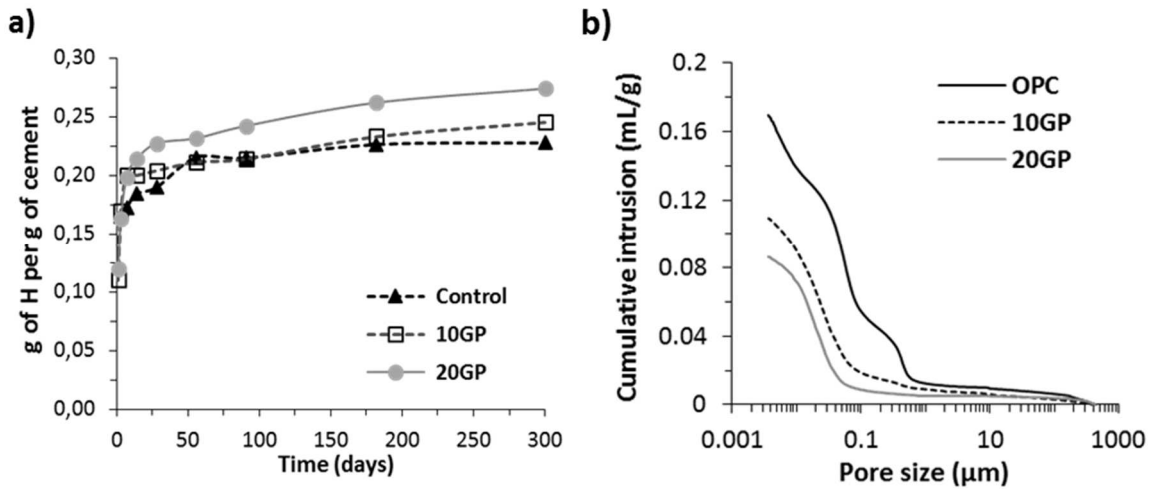 a)
0,30
0,25
0,20
0,15
0,10
0,05
0,00
g of H per g of cement
Control
10GP
20GP
0 50 100 150 200 250 300
Time (days)
b)
0.2
0.16
0.12
0.08
0.04
0
Cumulative intrusion (mL/g)
OPC
10GP
20GP
0.001 0.1 10 1000
Pore size (μm)